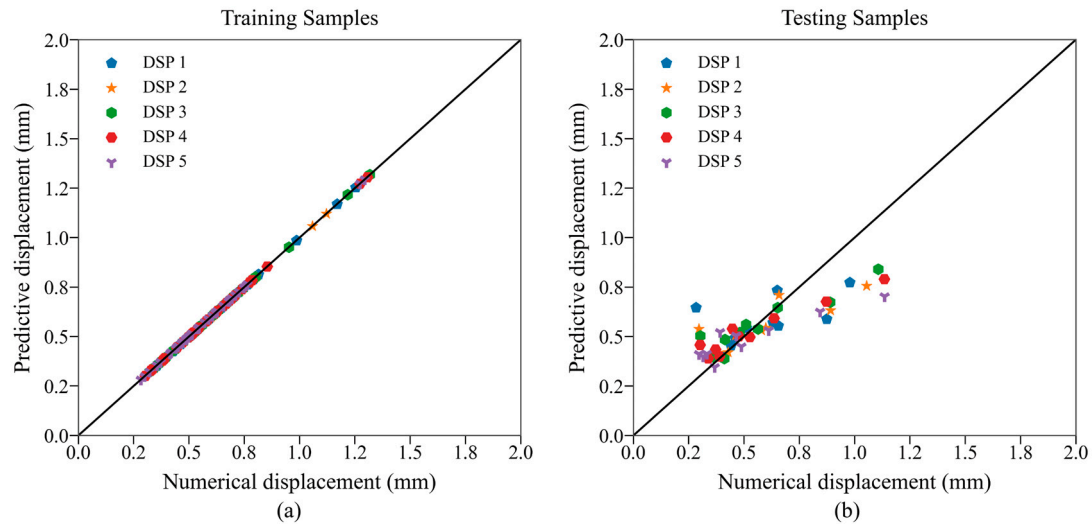 Training Samples
Predictive displacement (mm)
2.0
1.8
1.5
1.2
1.0
0.8
0.5
0.2
0.0
DSP 1
DSP 2
DSP 3
DSP 4
DSP 5
0.0 0.2 0.5 0.8 1.0 1.2 1.5 1.8 2.0
Numerical displacement (mm)
(a)
Testing Samples
Predictive displacement (mm)
2.0
1.8
1.5
1.2
1.0
0.8
0.5
0.2
0.0
DSP 1
DSP 2
DSP 3
DSP 4
DSP 5
0.0 0.2 0.5 0.8 1.0 1.2 1.5 1.8 2.0
Numerical displacement (mm)
(b)